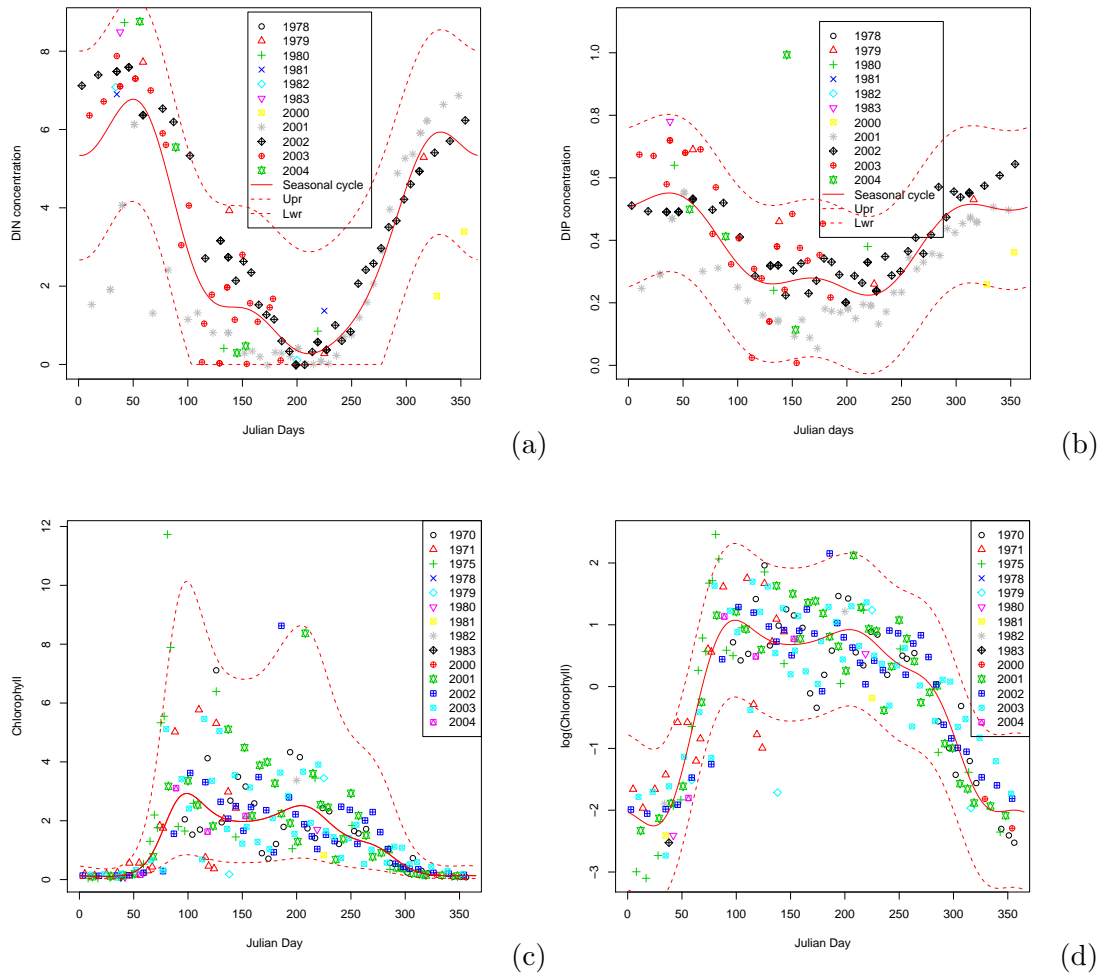 DIN concentration
0 2 4 6 8
0 50 100 150 200 250 300 350
Julian Days
1978
1979
1980
1981
1982
1983
2000
2001
2002
2003
2004
Seasonal cycle
Upr
Lwr
(a)
DIP concentration
0.0 0.2 0.4 0.6 0.8 1.0
0 50 100 150 200 250 300 350
Julian days
1978
1979
1980
1981
1982
1983
2000
2001
2002
2003
2004
Seasonal cycle
Upr
Lwr
(b)
Chlorophyll
0 2 4 6 8 10 12
0 50 100 150 200 250 300 350
Julian Day
1970
1971
1975
1978
1979
1980
1981
1982
1983
2000
2001
2002
2003
2004
(c)
log(Chlorophyll)
-3 -2 -1 0 1 2
0 50 100 150 200 250 300 350
Julian Day
1970
1971
1975
1978
1979
1980
1981
1982
1983
2000
2001
2002
2003
2004
(d)